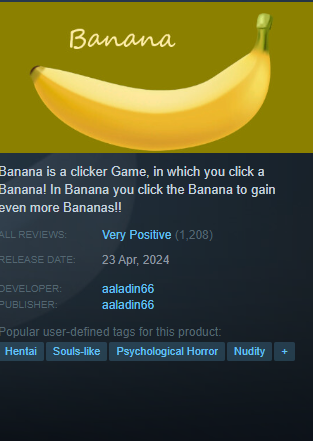 Banana
Banana is a clicker Game, in which you click a
Banana! In Banana you click the Banana to gain
even more Bananas!!
ALL REVIEWS: Very Positive (1,208)
RELEASE DATE: 23 Apr, 2024
DEVELOPER: aaladin66
PUBLISHER: aaladin66
Popular user-defined tags for this product:
Hentai Souls-like Psychological Horror Nudity +